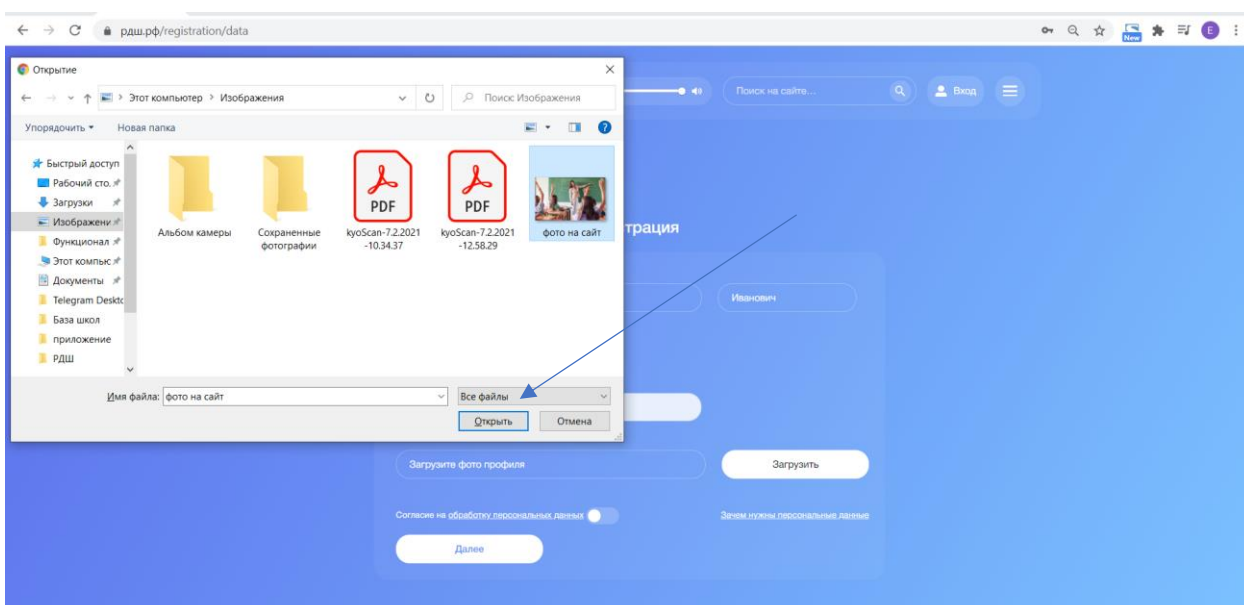 рдш.рф/registration/data
New
E
Открытие
Этот компьютер > Изображения
Поиск: Изображения
Упорядочить
Новая папка
Быстрый доступ
Рабочий сто.
Загрузки
Изображени
Функционал
Этот компьюс
Документы
Telegram Deskto
База школ
приложение
РДШ
Альбом камеры
Сохраненные
фотографии
PDF
kyoScan-7.2.2021
-10.34.37
PDF
kyoScan-7.2.2021
-12.58.29
фото на сайт
Имя файла: фото на сайт
Все файлы
Открыть
Отмена
Поиск на сайте...
Вход
трация
Иванович
Загрузите фото профиля
Загрузить
Согласие на обработку персональных данных
Зачем нужны персональные данные
Далее